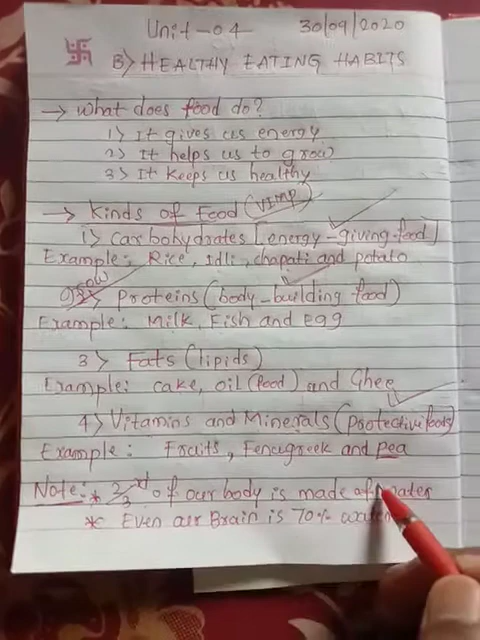 Unit-04 30/09/2020
B> HEALTHY EATING HABITS
→ What does food do?
1> It gives us energy
2> It helps us to grow
3> It keeps us healthy
→ Kinds of Food (VIMP)
1> Carbohydrates [energy-giving food]
Example: Rice, Idli, chapati and potato
2> Proteins (body-building food)
Example: Milk, Fish and egg
3> Fats (lipids)
Example: cake, oil (food) and Ghee
4> Vitamins and Minerals (protective foods)
Example: Fruits, Fenugreek and pea
Note: * 2/3rd of our body is made of water
* Even our Brain is 70% water